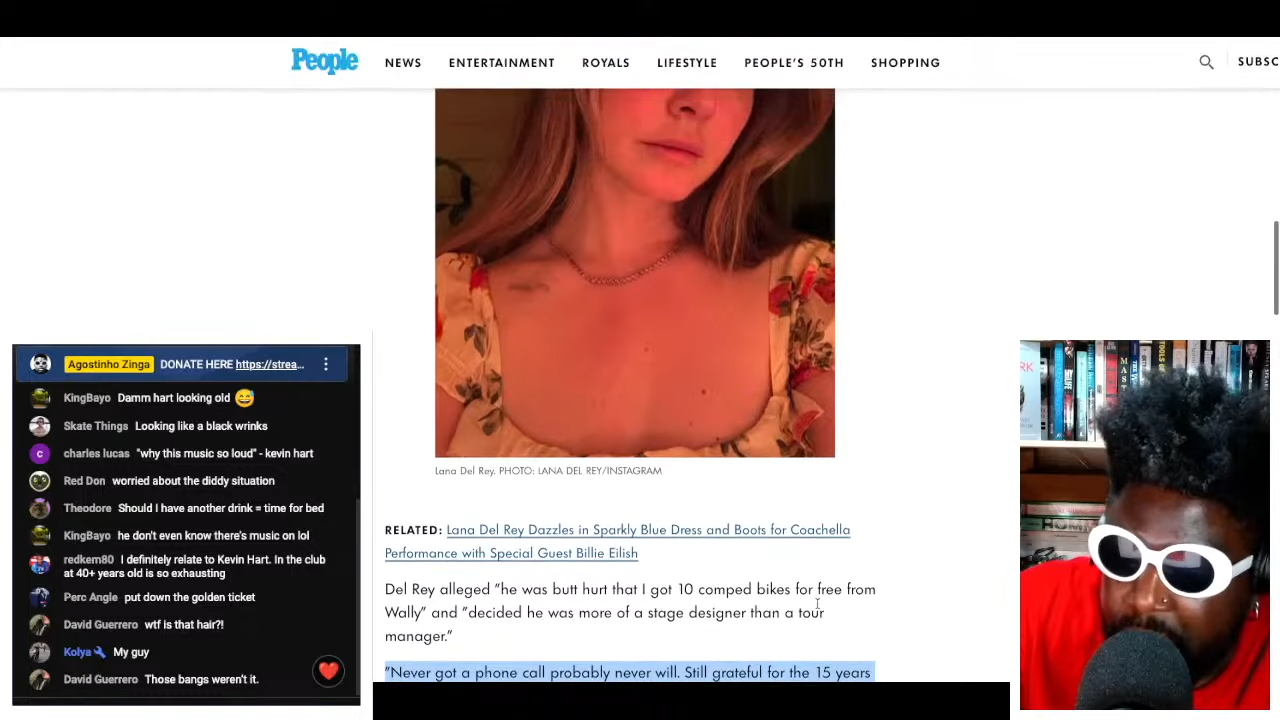 People
NEWS
ENTERTAINMENT
ROYALS
LIFESTYLE
PEOPLE'S 50TH
SHOPPING
SUBSC
Lana Del Rey. PHOTO: LANA DEL REY/INSTAGRAM
RELATED: Lana Del Rey Dazzles in Sparkly Blue Dress and Boots for Coachella
Performance with Special Guest Billie Eilish
Del Rey alleged "he was butt hurt that I got 10 comped bikes for free from
Wally" and "decided he was more of a stage designer than a tour
manager."
"Never got a phone call probably never will. Still grateful for the 15 years
Agostinho Zinga DONATE HERE https://strea...
KingBayo Damm hart looking old 😅
Skate Things Looking like a black wrinks
charles lucas "why this music so loud" - kevin hart
Red Don worried about the diddy situation
Theodore Should I have another drink = time for bed
KingBayo he don't even know there's music on lol
redkem80 I definitely relate to Kevin Hart. In the club
at 40+ years old is so exhausting
Perc Angle put down the golden ticket
David Guerrero wtf is that hair?!
Kolya My guy
David Guerrero Those bangs weren't it.